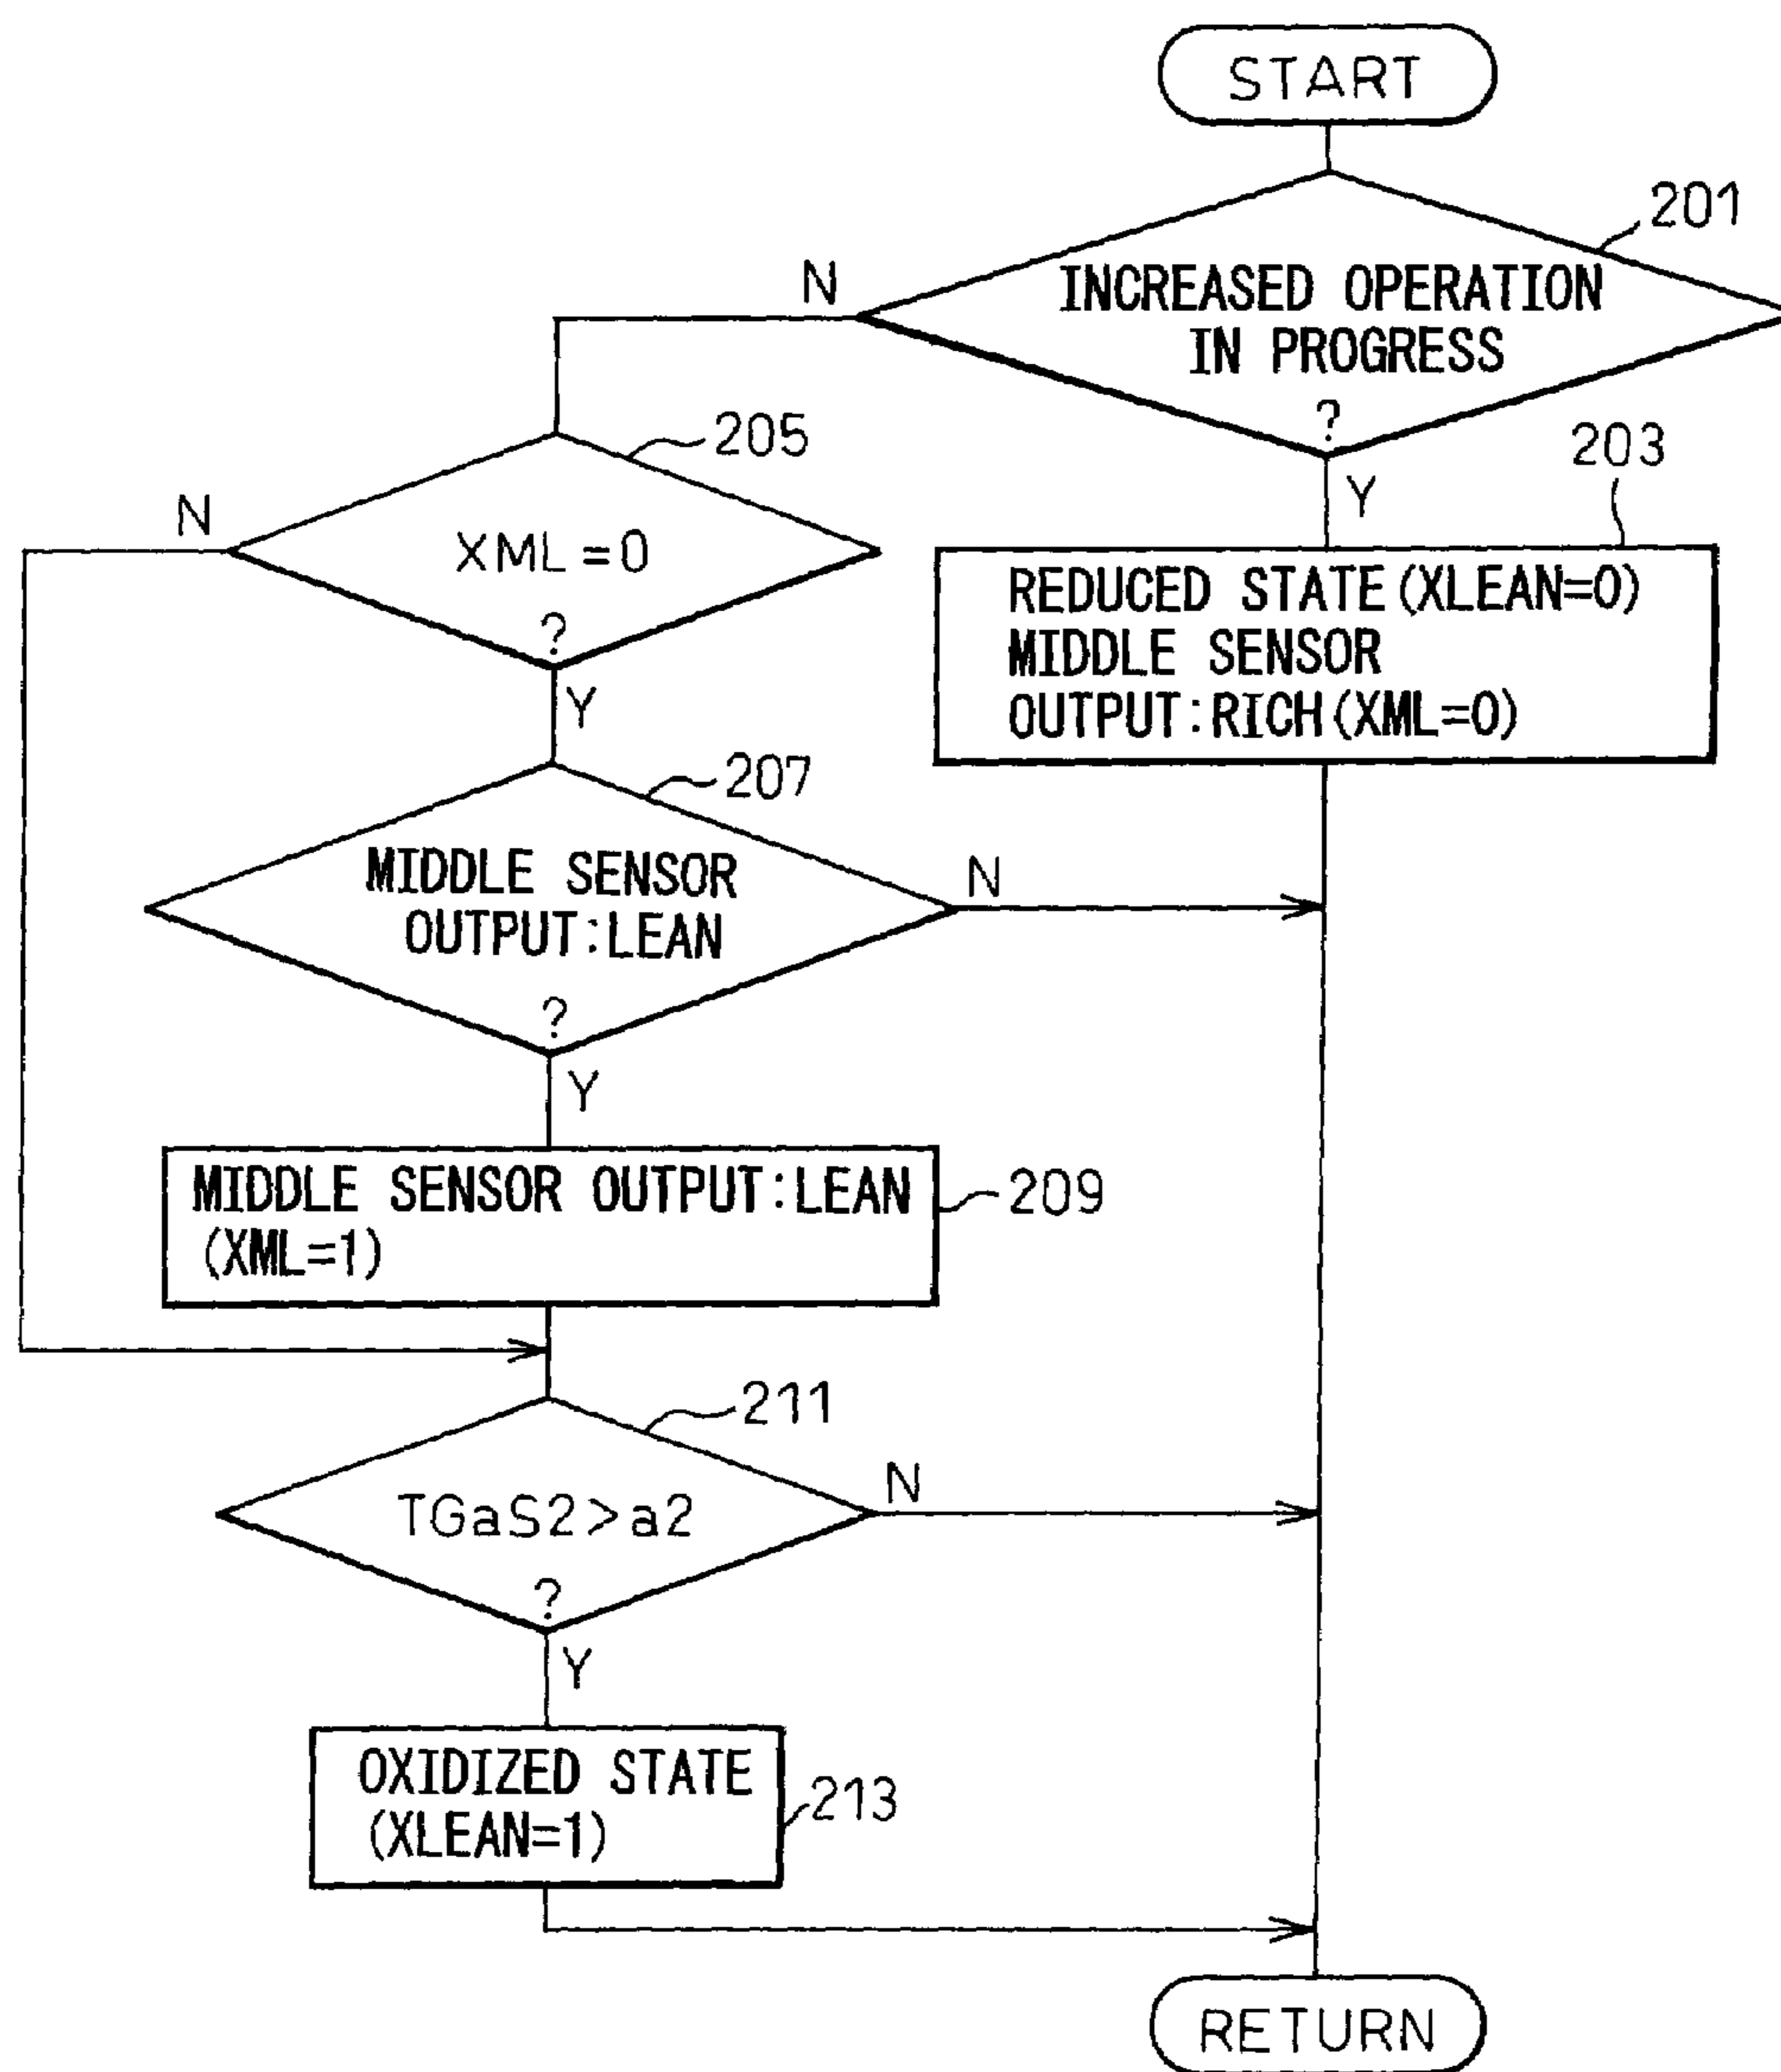 START
201
N
INCREASED OPERATION
IN PROGRESS
?
Y
203
REDUCED STATE(XLEAN=0)
MIDDLE SENSOR
OUTPUT:RICH(XML=0)
205
N
XML=0
?
Y
207
MIDDLE SENSOR
OUTPUT:LEAN
?
N
Y
MIDDLE SENSOR OUTPUT:LEAN
(XML=1)
209
211
TGaS2>a2
?
N
Y
OXIDIZED STATE
(XLEAN=1)
213
RETURN